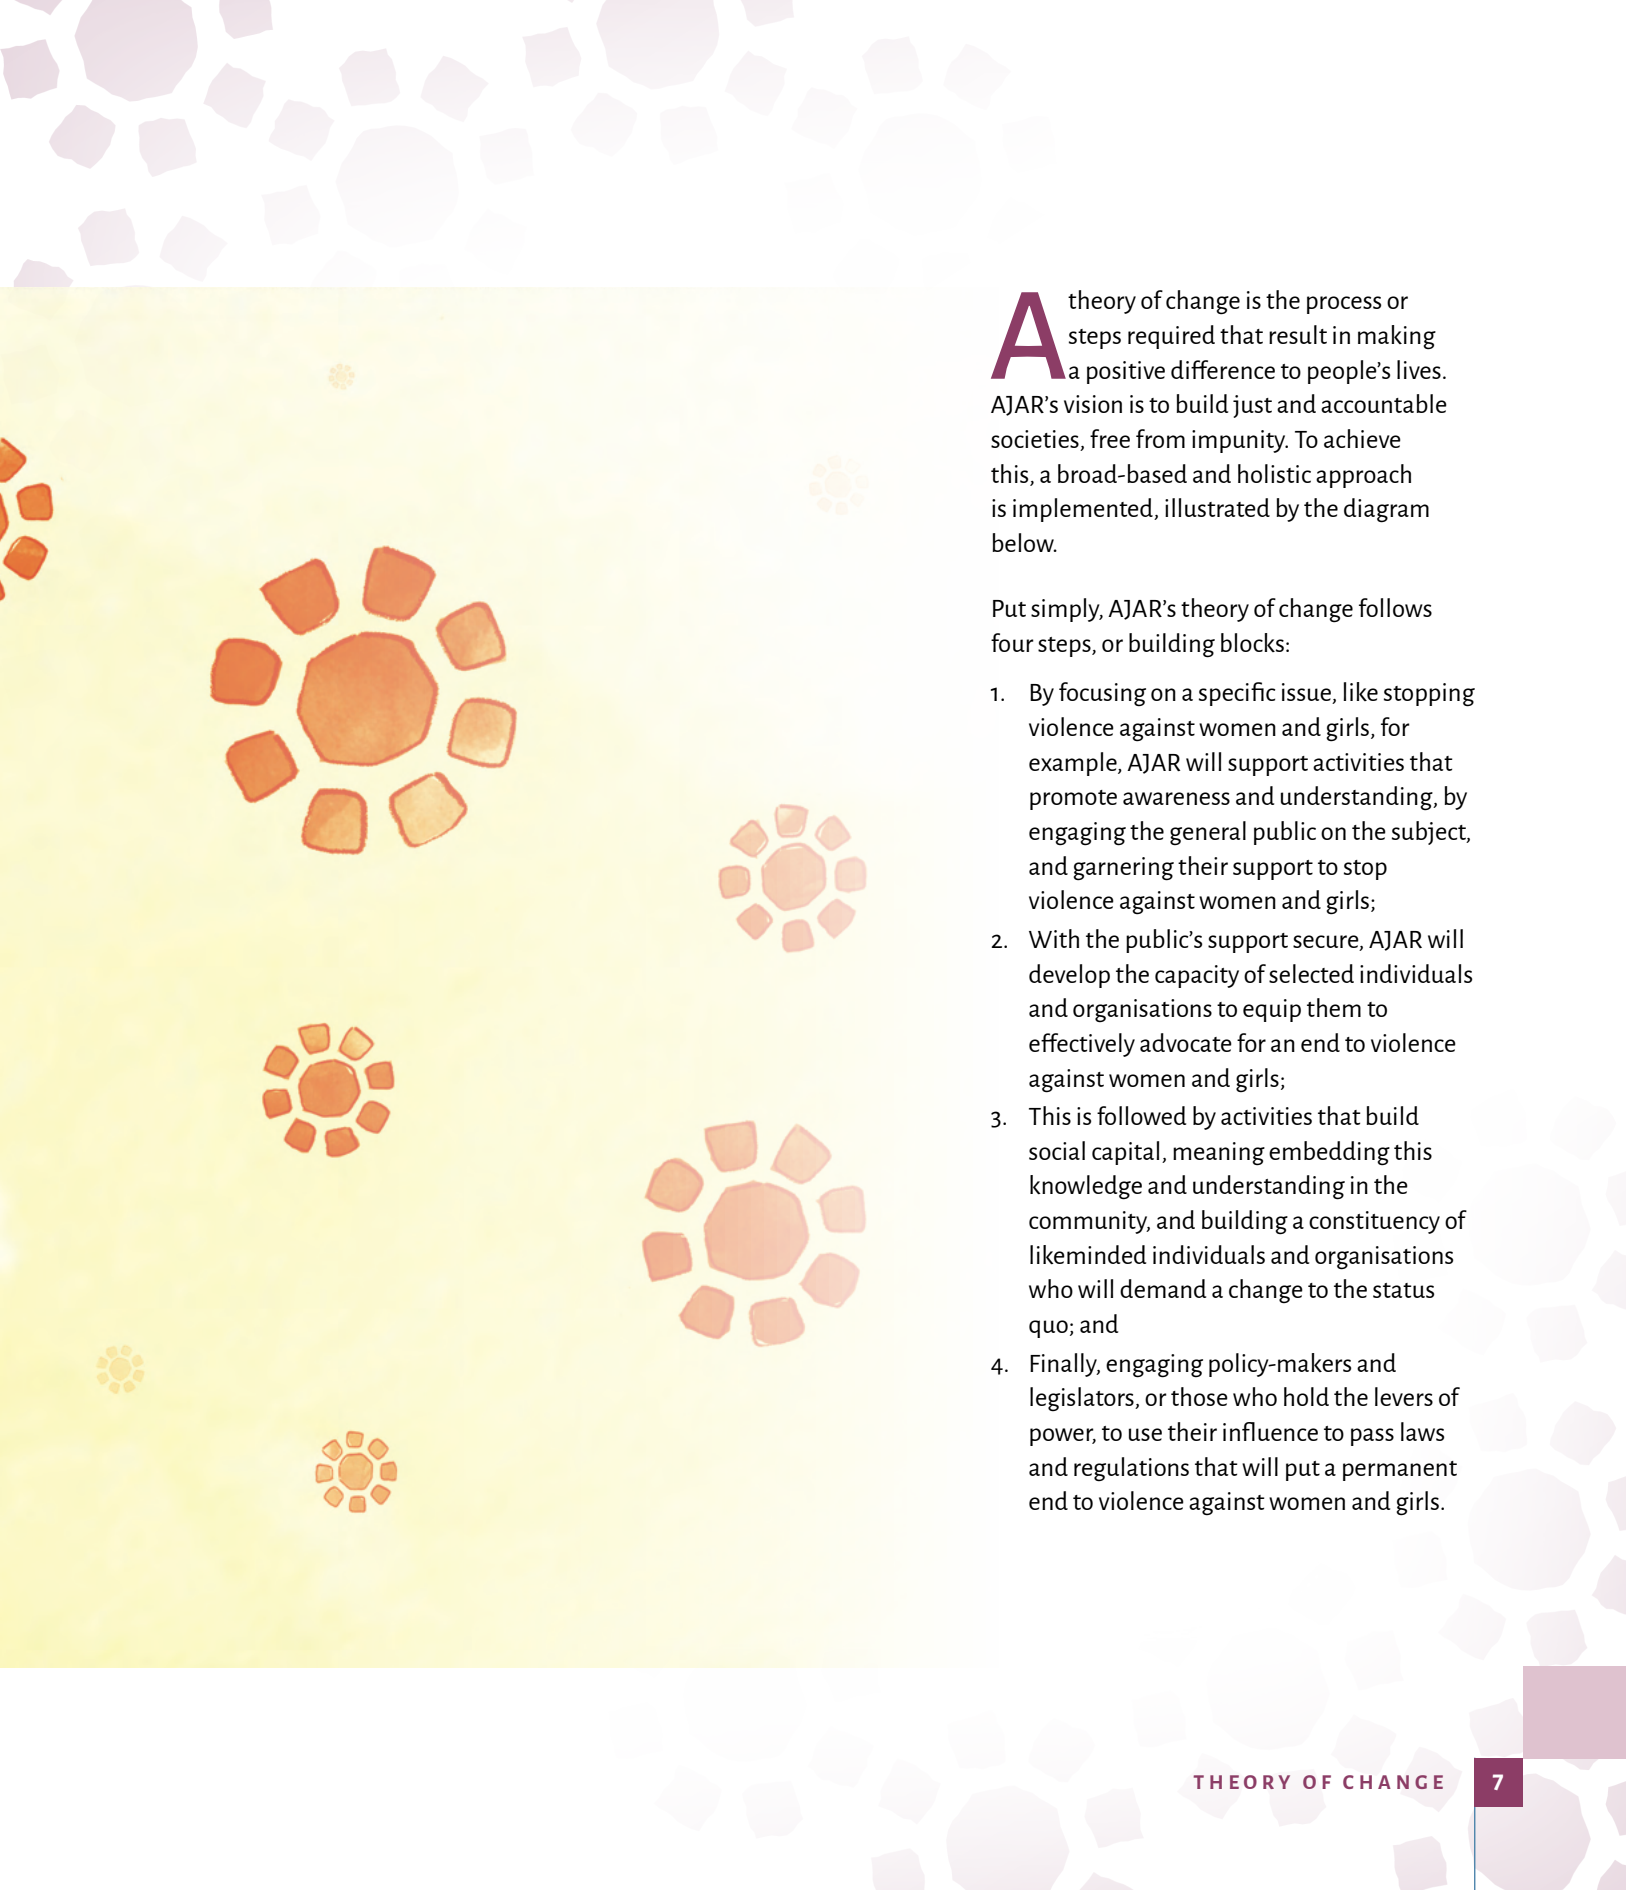 A theory of change is the process or
steps required that result in making
a positive difference to people’s lives.
AJAR’s vision is to build just and accountable
societies, free from impunity. To achieve
this, a broad-based and holistic approach
is implemented, illustrated by the diagram
below.
Put simply, AJAR’s theory of change follows
four steps, or building blocks:
1. By focusing on a specific issue, like stopping
violence against women and girls, for
example, AJAR will support activities that
promote awareness and understanding, by
engaging the general public on the subject,
and garnering their support to stop
violence against women and girls;
2. With the public’s support secure, AJAR will
develop the capacity of selected individuals
and organisations to equip them to
effectively advocate for an end to violence
against women and girls;
3. This is followed by activities that build
social capital, meaning embedding this
knowledge and understanding in the
community, and building a constituency of
likeminded individuals and organisations
who will demand a change to the status
quo; and
4. Finally, engaging policy-makers and
legislators, or those who hold the levers of
power, to use their influence to pass laws
and regulations that will put a permanent
end to violence against women and girls.
THEORY OF CHANGE 7